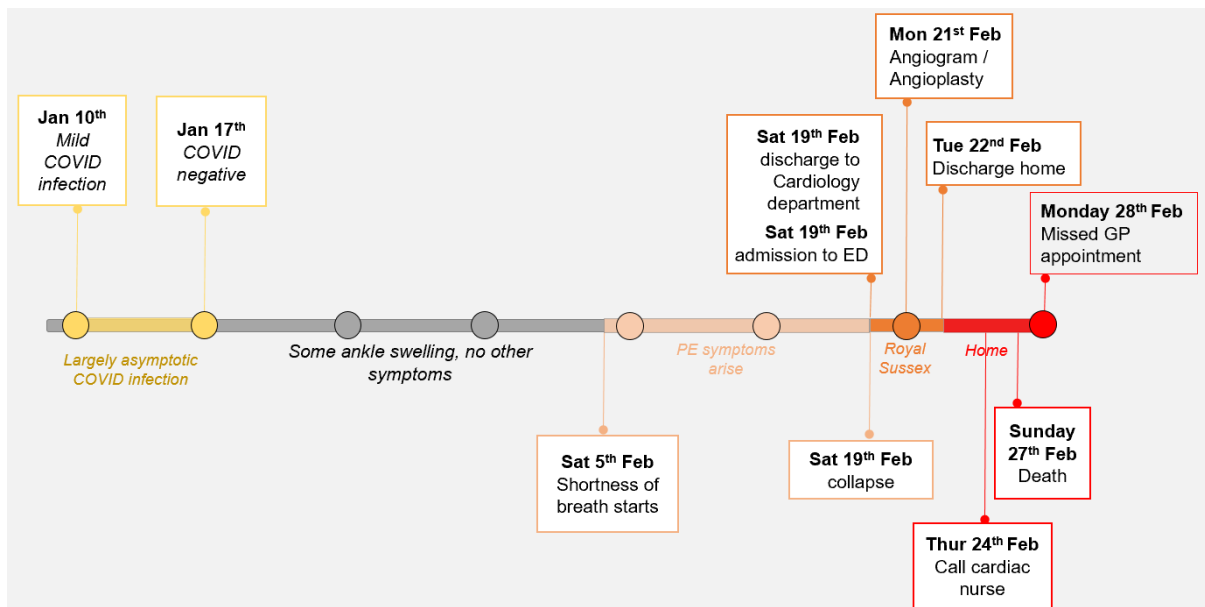 Jan 10th
Mild
COVID
infection
Jan 17th
COVID
negative
Sat 19th Feb
discharge to
Cardiology
department
Sat 19th Feb
admission to ED
Mon 21st Feb
Angiogram /
Angioplasty
Tue 22nd Feb
Discharge home
Monday 28th Feb
Missed GP
appointment
Largely asymptotic
COVID infection
Some ankle swelling, no other
symptoms
PE symptoms
arise
Royal
Sussex
Home
Sat 5th Feb
Shortness of
breath starts
Sat 19th Feb
collapse
Sunday
27th Feb
Death
Thur 24th Feb
Call cardiac
nurse